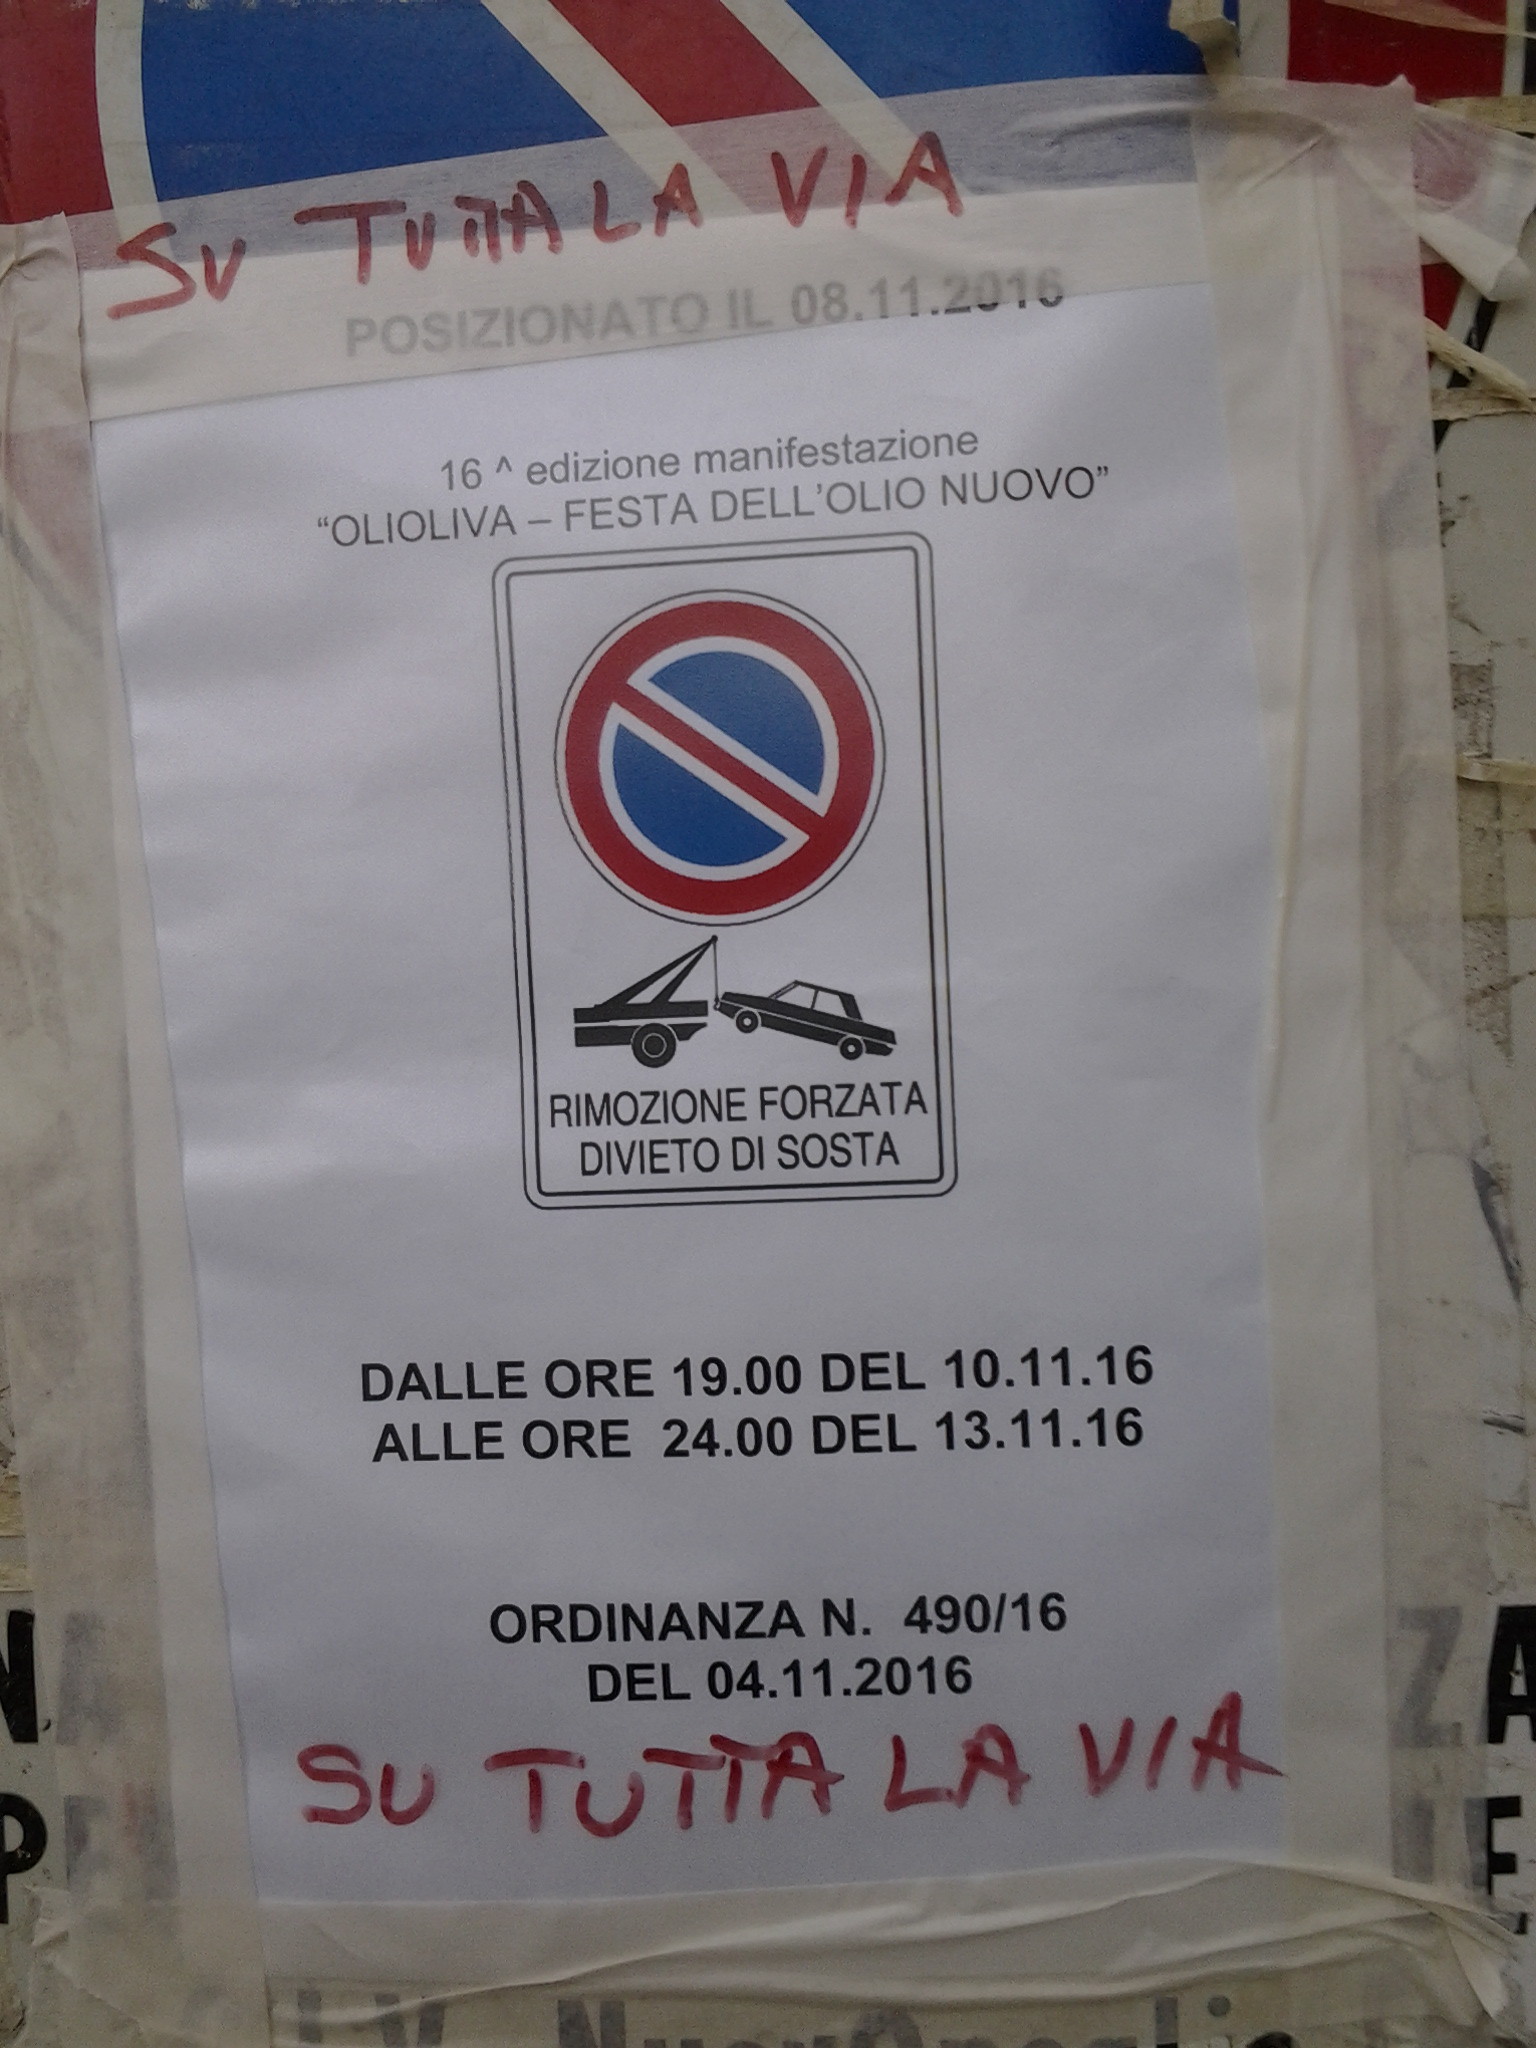 SU TUTTA LA VIA
POSIZIONATO IL 08.11.2016
16 ^ edizione manifestazione
“OLIOLIVA – FESTA DELL’OLIO NUOVO”
RIMOZIONE FORZATA
DIVIETO DI SOSTA
DALLE ORE 19.00 DEL 10.11.16
ALLE ORE 24.00 DEL 13.11.16
ORDINANZA N. 490/16
DEL 04.11.2016
SU TUTTA LA VIA